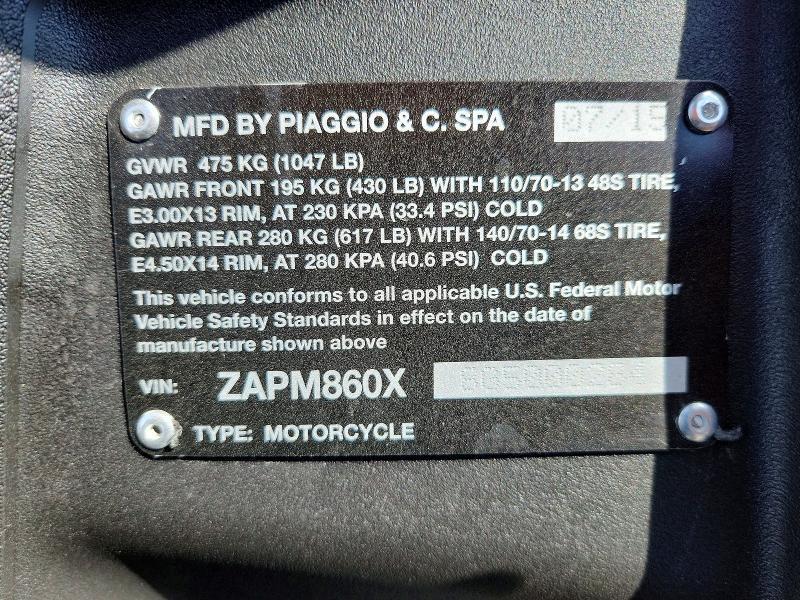 MFD BY PIAGGIO & C. SPA 07/15
GVWR 475 KG (1047 LB)
GAWR FRONT 195 KG (430 LB) WITH 110/70-13 48S TIRE,
E3.00X13 RIM, AT 230 KPA (33.4 PSI) COLD
GAWR REAR 280 KG (617 LB) WITH 140/70-14 68S TIRE,
E4.50X14 RIM, AT 280 KPA (40.6 PSI) COLD
This vehicle conforms to all applicable U.S. Federal Motor
Vehicle Safety Standards in effect on the date of
manufacture shown above
VIN: ZAPM860X
TYPE: MOTORCYCLE